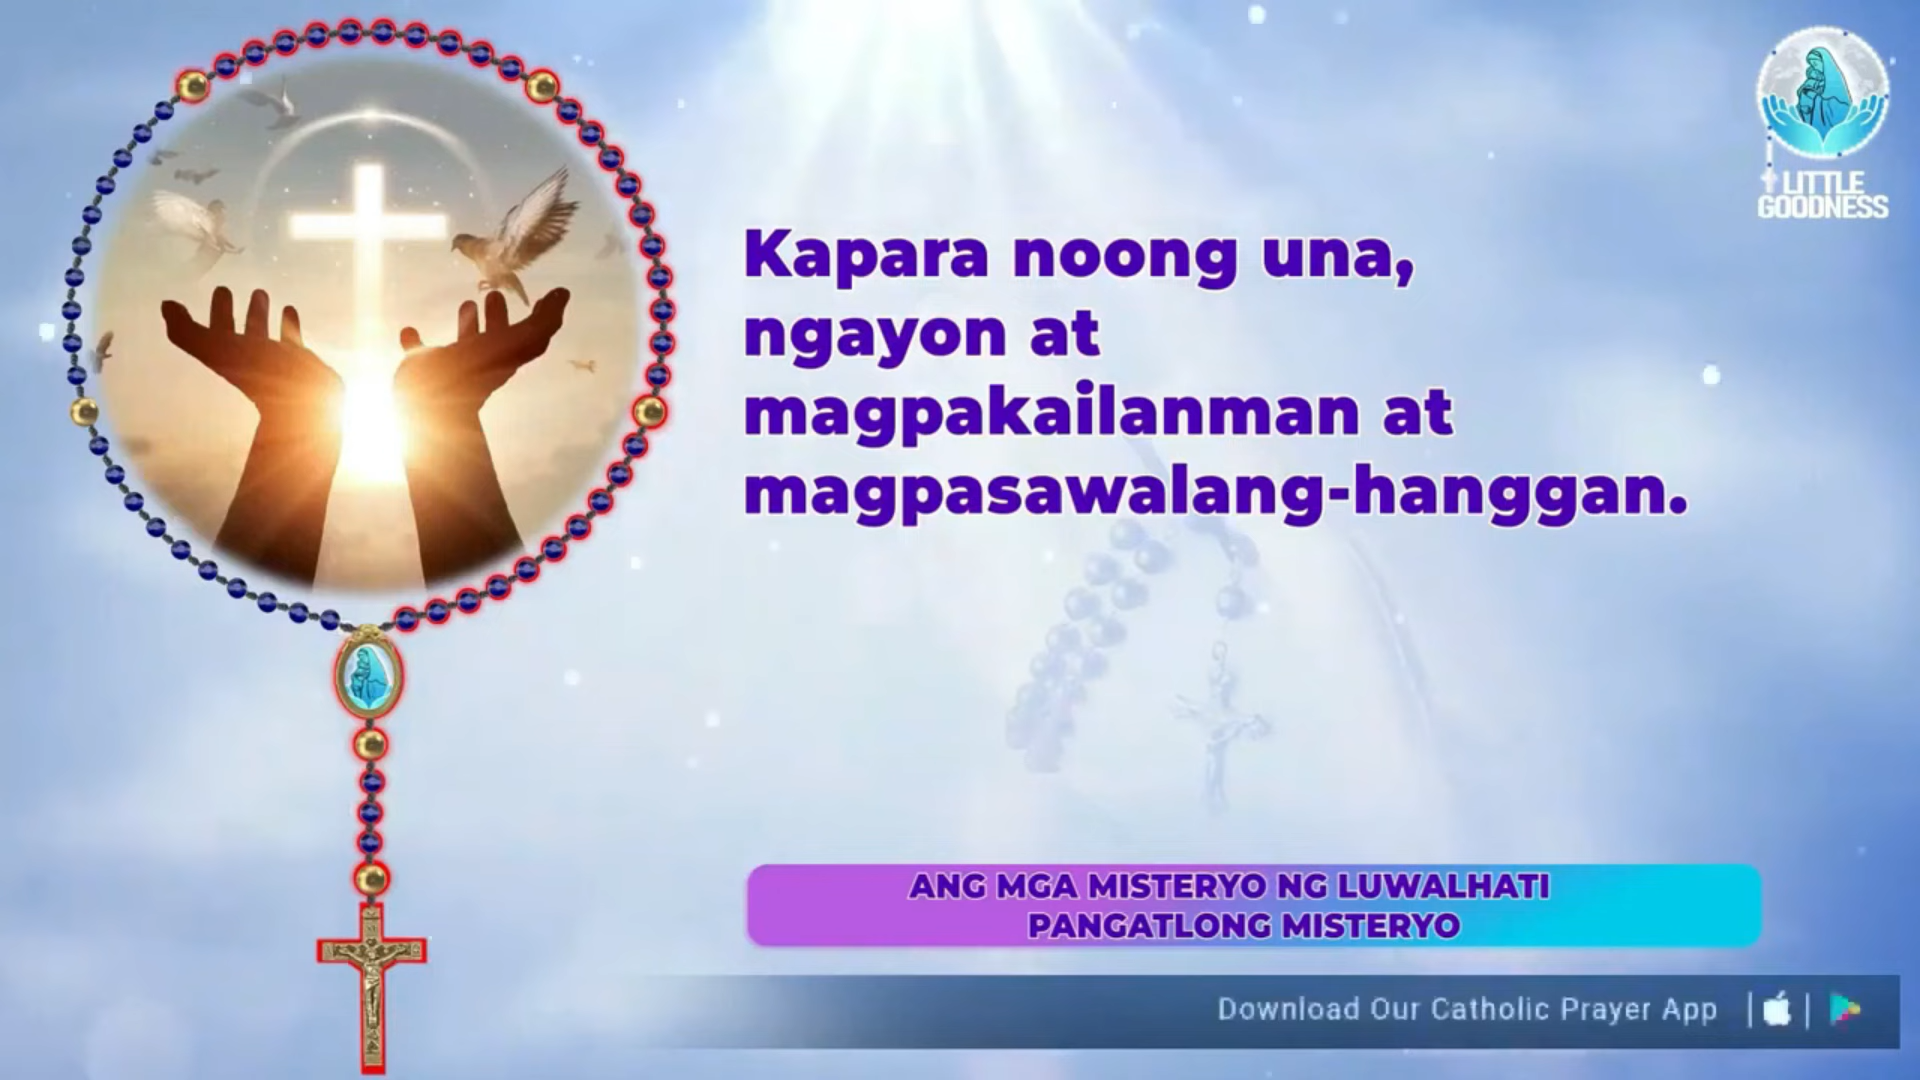 LITTLE
GOODNESS
Kapara noong una,
ngayon at
magpakailanman at
magpasawalang-hanggan.
ANG MGA MISTERYO NG LUWALHATI
PANGATLONG MISTERYO
Download Our Catholic Prayer App